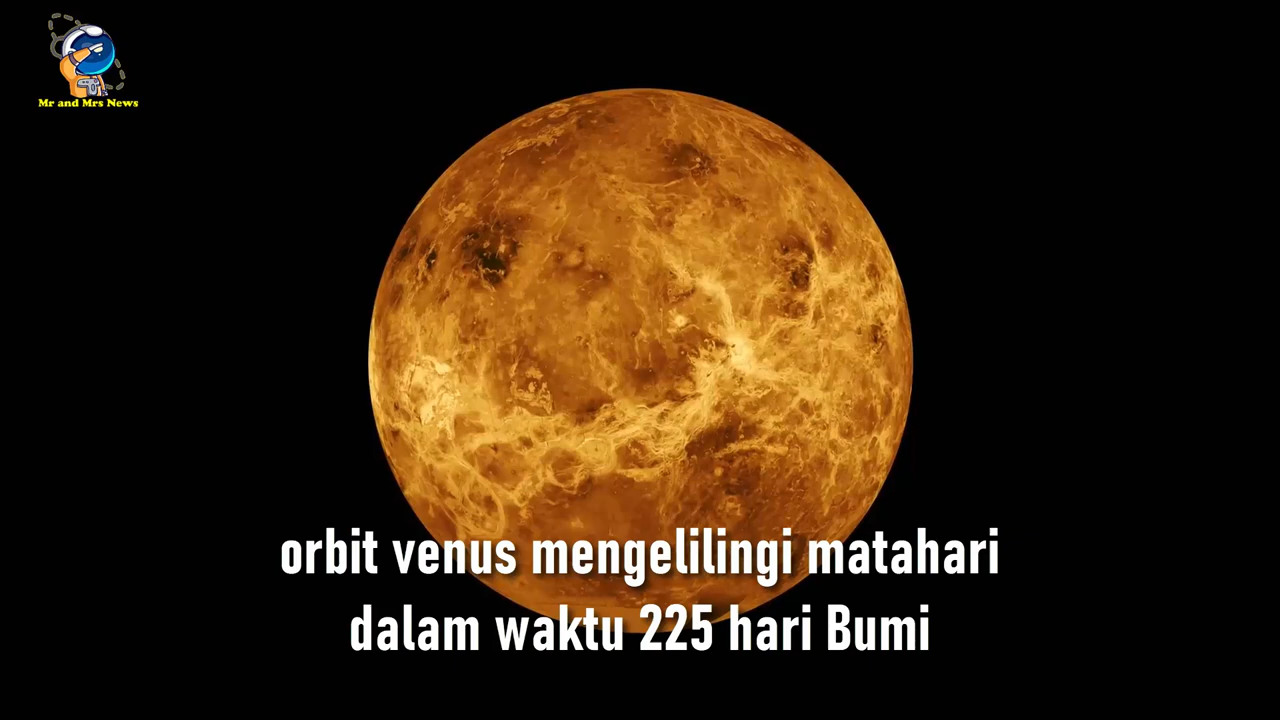 Mr and Mrs News
orbit venus mengelilingi matahari
dalam waktu 225 hari Bumi